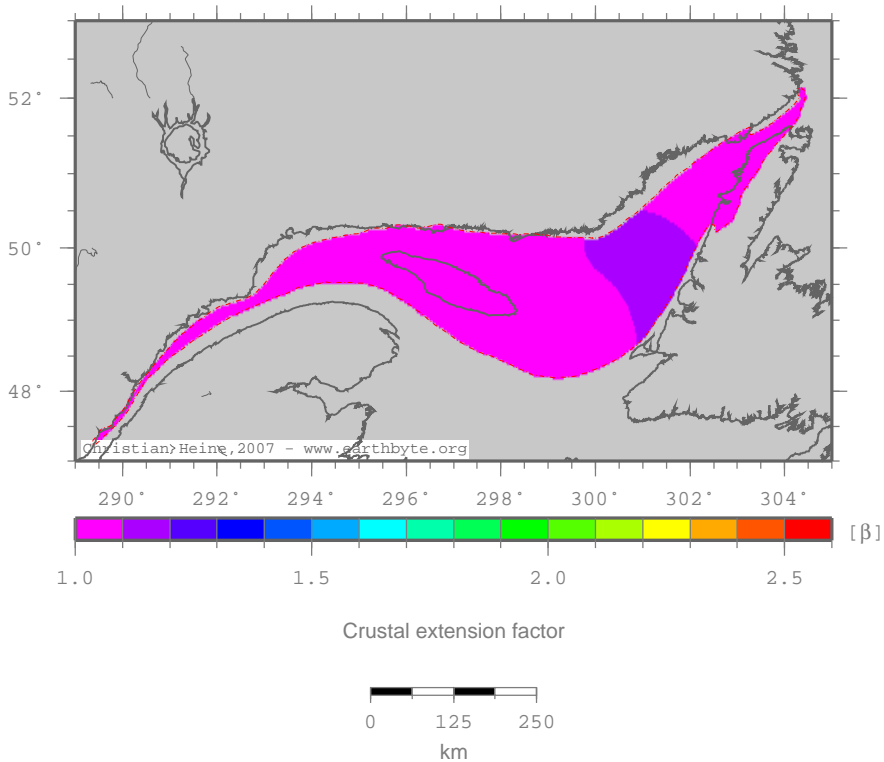 52°
50°
48°
Christian Heine, 2007 - www.earthbyte.org
290° 292° 294° 296° 298° 300° 302° 304°
[β]
1.0 1.5 2.0 2.5
Crustal extension factor
0 125 250
km